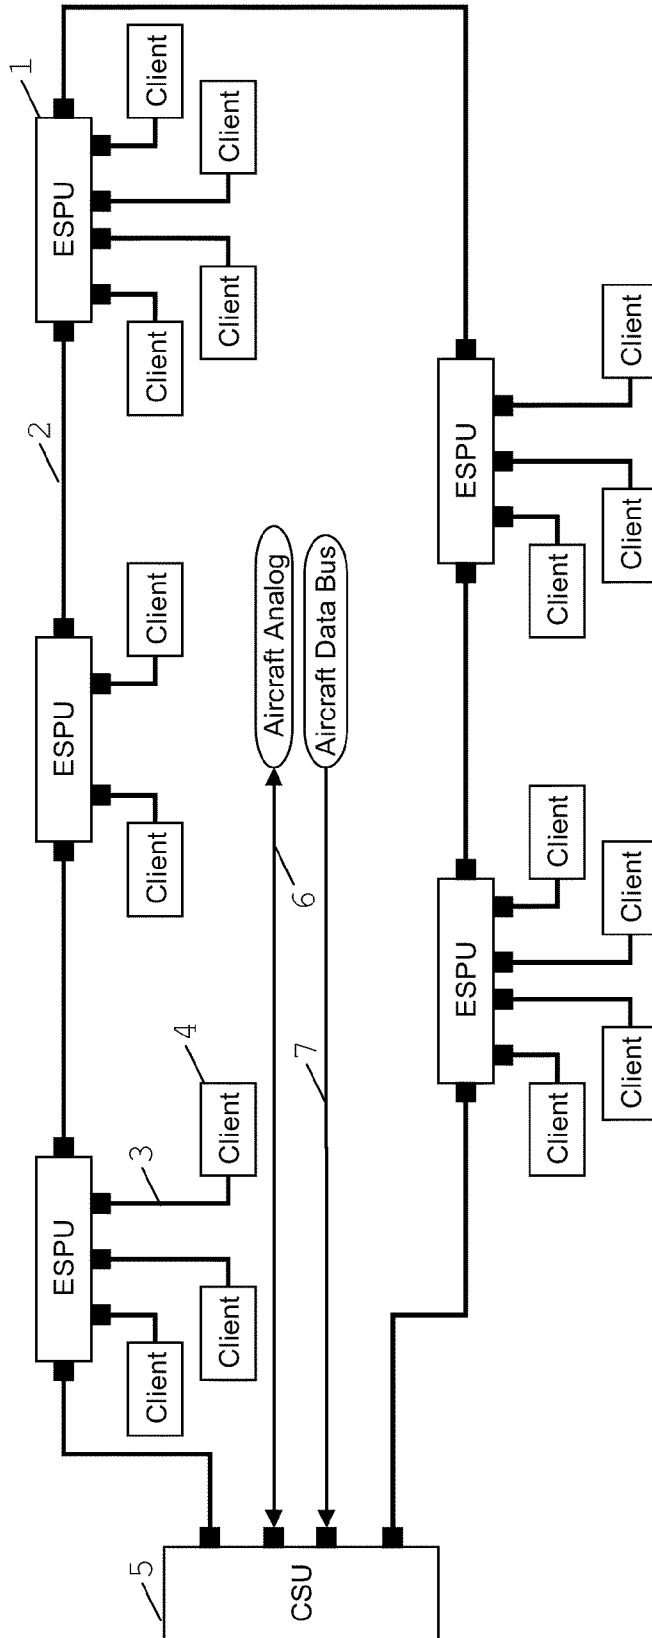 1
ESPU
Client
Client
Client
Client
2
ESPU
Client
Client
ESPU
3
4
Client
Client
Client
Aircraft Analog
Aircraft Data Bus
6
7
5
CSU
ESPU
Client
Client
Client
ESPU
Client
Client
Client
Client